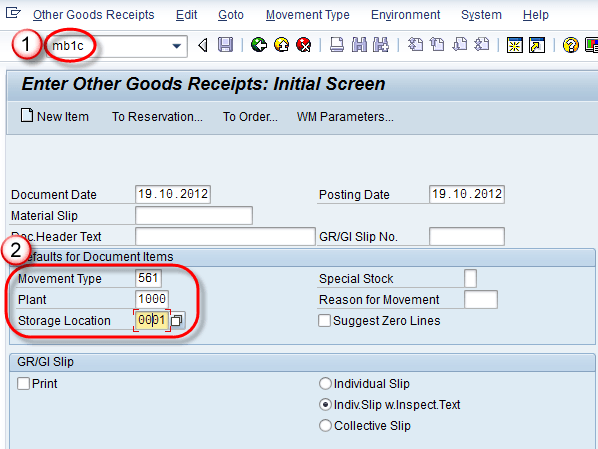 Other Goods Receipts Edit Goto Movement Type Environment System Help
1 mb1c
Enter Other Goods Receipts: Initial Screen
New Item To Reservation... To Order... WM Parameters...
Document Date 19.10.2012 Posting Date 19.10.2012
Material Slip
Doc.Header Text GR/GI Slip No.
2 Defaults for Document Items
Movement Type 561 Special Stock
Plant 1000 Reason for Movement
Storage Location 0001 Suggest Zero Lines
GR/GI Slip
Print Individual Slip
Indiv.Slip w.Inspect.Text
Collective Slip